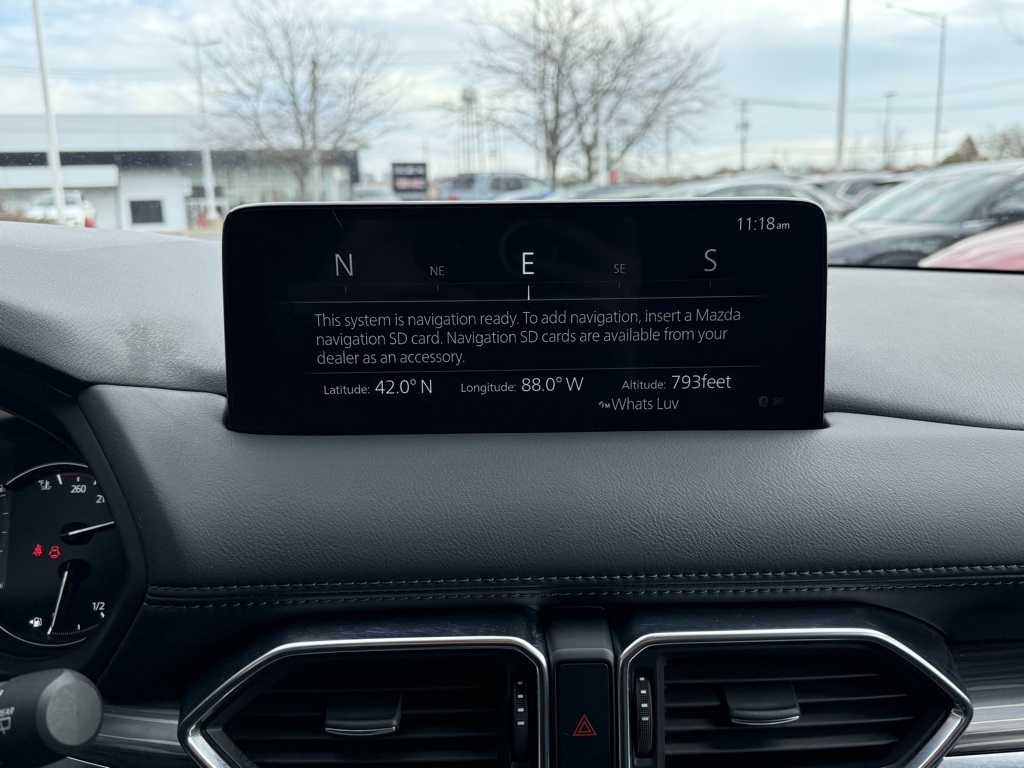 11:18am
N NE E SE S
This system is navigation ready. To add navigation, insert a Mazda
navigation SD card. Navigation SD cards are available from your
dealer as an accessory.
Latitude: 42.0° N Longitude: 88.0° W Altitude: 793feet
FM Whats Luv
260
1/2
REAR